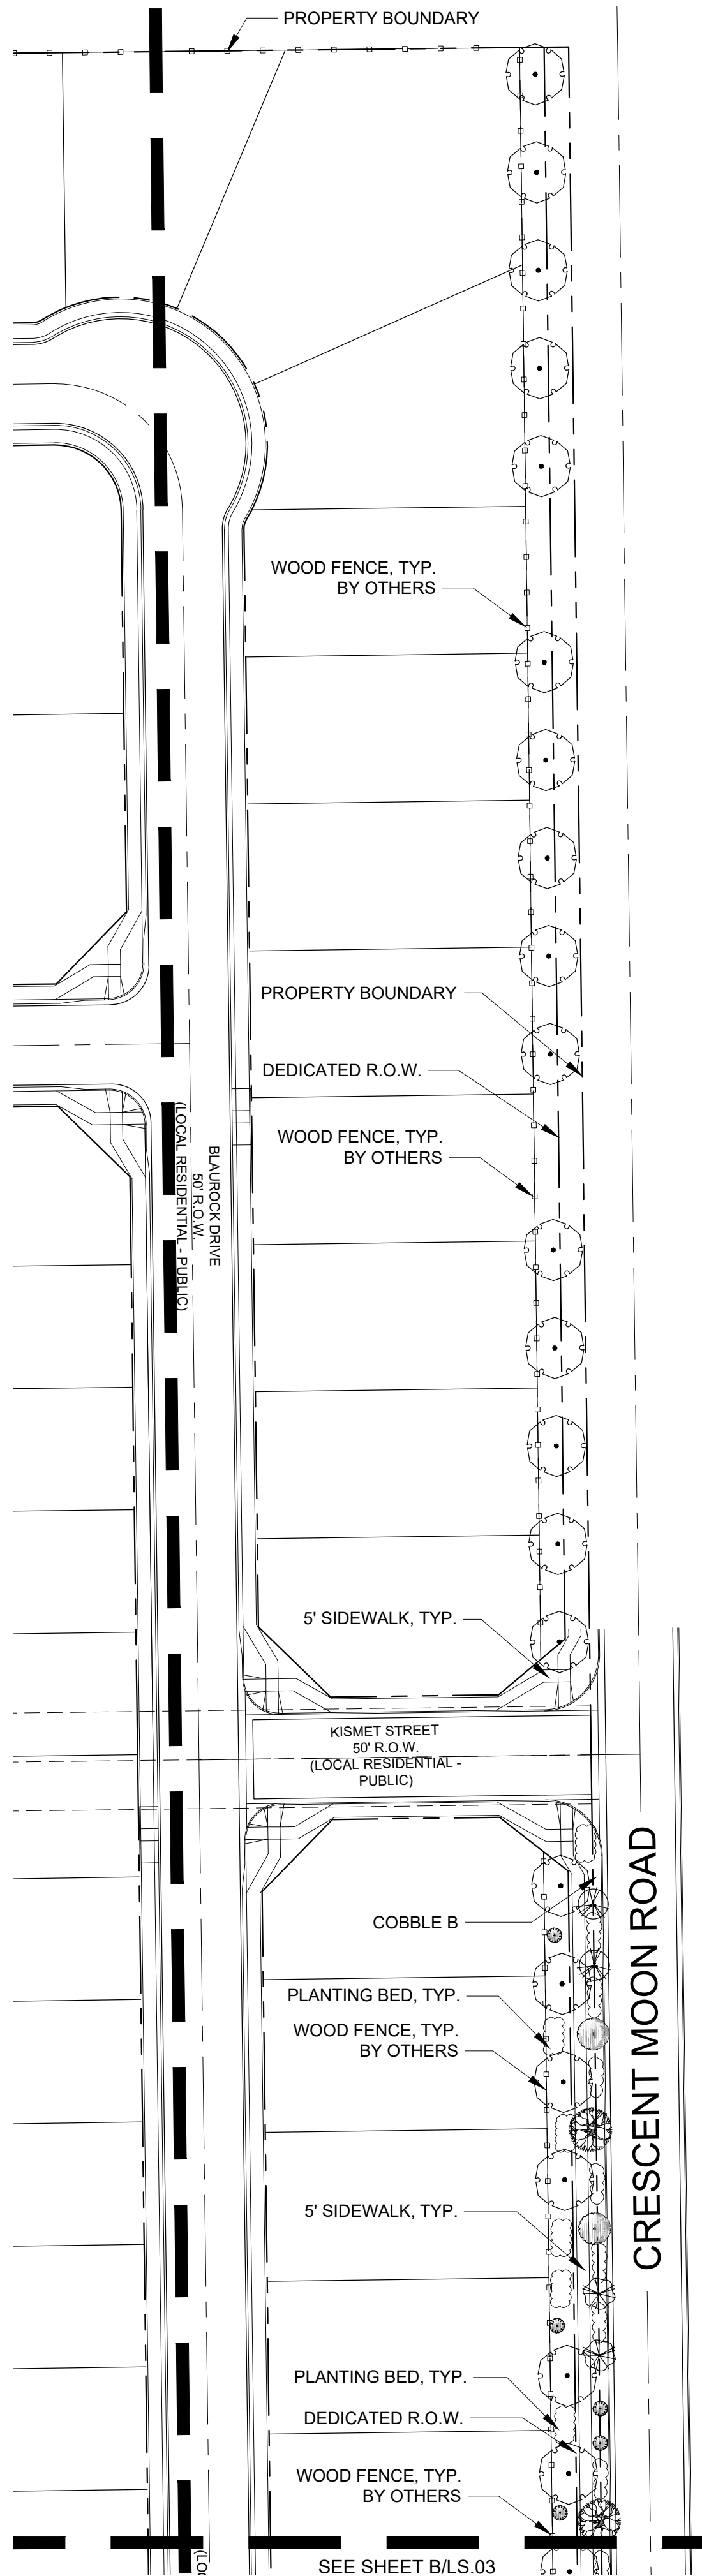 PROPERTY BOUNDARY
WOOD FENCE, TYP.
BY OTHERS
PROPERTY BOUNDARY
DEDICATED R.O.W.
WOOD FENCE, TYP.
BY OTHERS
BLAUROCK DRIVE
50' R.O.W.
(LOCAL RESIDENTIAL - PUBLIC)
5' SIDEWALK, TYP.
KISMET STREET
50' R.O.W.
(LOCAL RESIDENTIAL -
PUBLIC)
CRESCENT MOON ROAD
COBBLE B
PLANTING BED, TYP.
WOOD FENCE, TYP.
BY OTHERS
5' SIDEWALK, TYP.
PLANTING BED, TYP.
DEDICATED R.O.W.
WOOD FENCE, TYP.
BY OTHERS
SEE SHEET B/LS.03